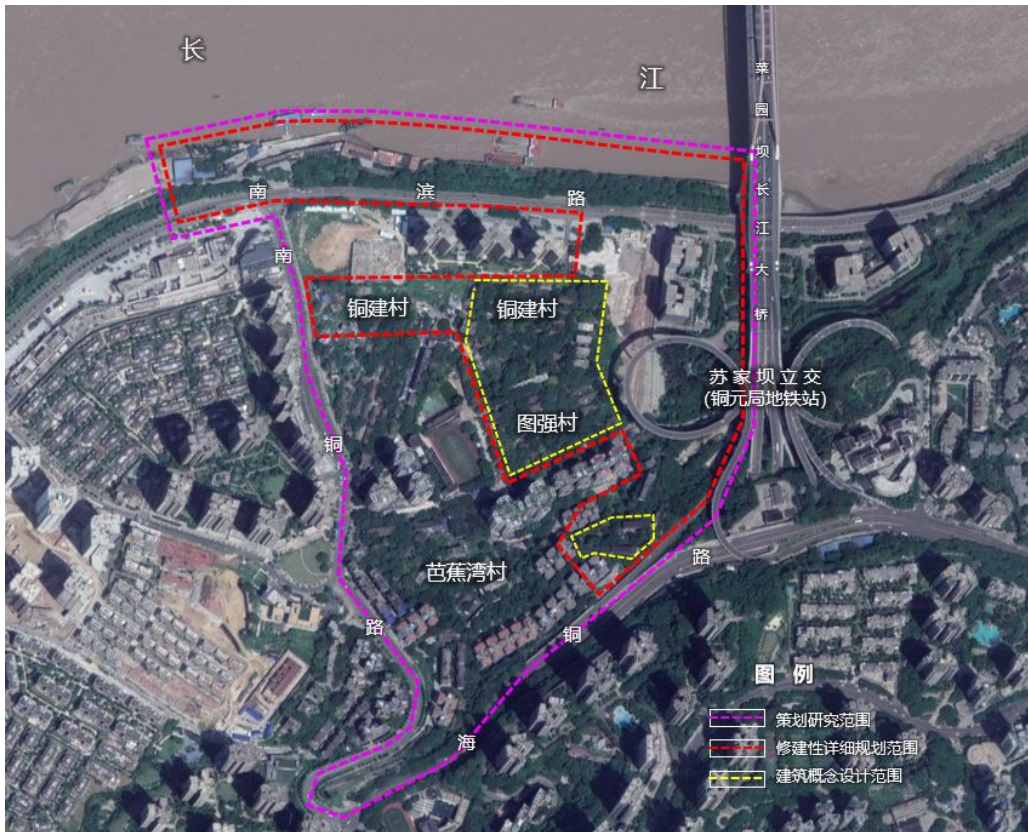 长江
菜园坝长江大桥
南滨路
南铜路
铜建村
铜建村
苏家坝立交
(铜元局地铁站)
图强村
芭蕉湾村
海铜路
图 例
策划研究范围
修建性详细规划范围
建筑概念设计范围